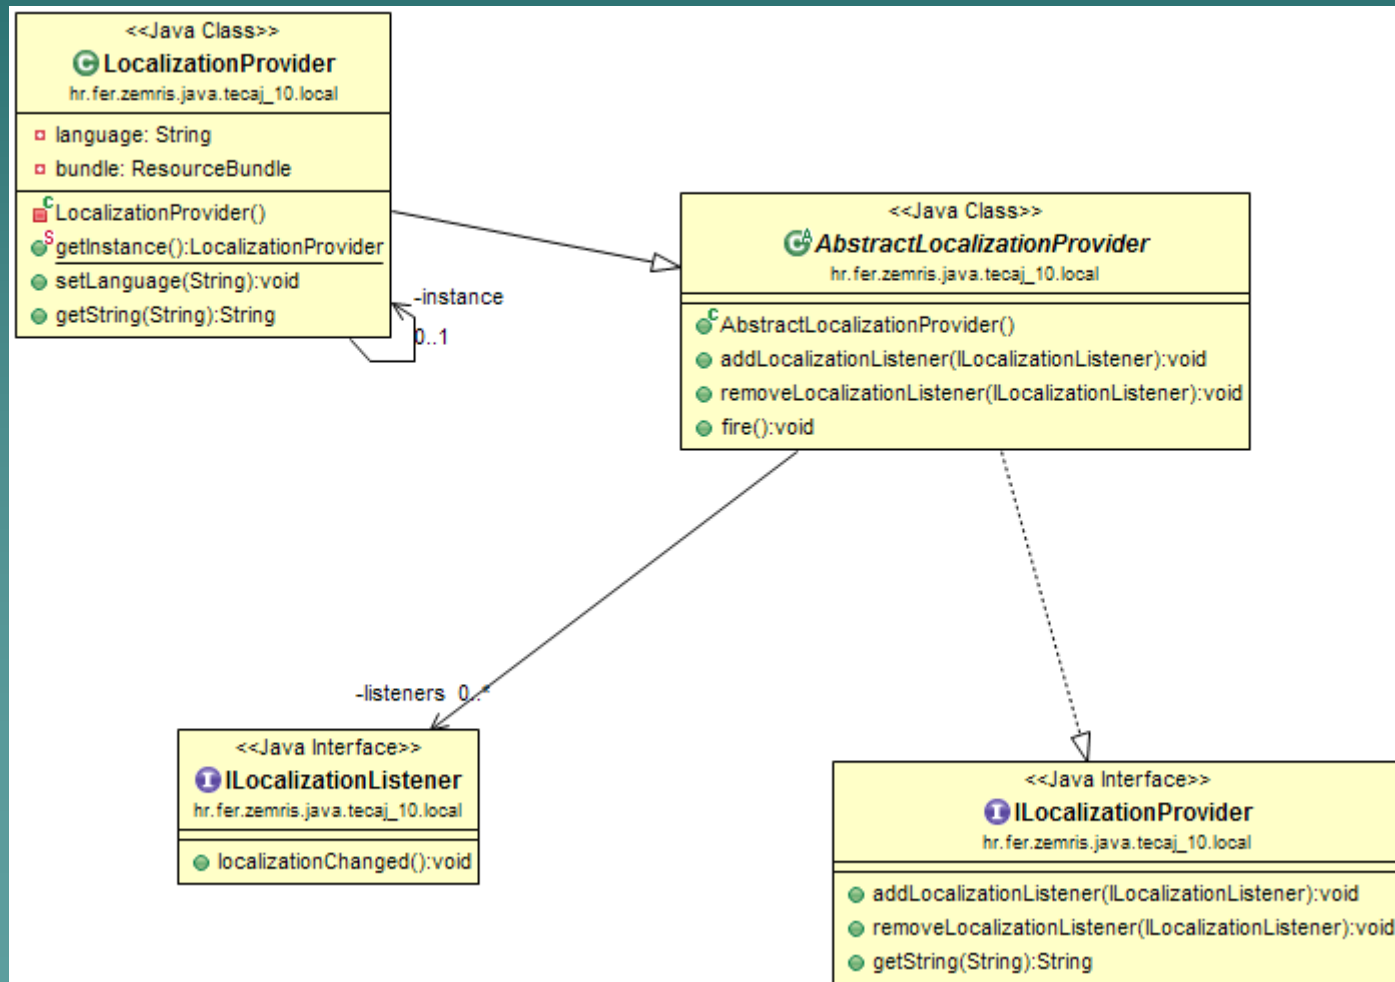 <<Java Class>>
LocalizationProvider
hr.fer.zemris.java.tecaj_10.local
language: String
bundle: ResourceBundle
LocalizationProvider()
getInstance():LocalizationProvider
setLanguage(String):void
getString(String):String
-instance
0..1
<<Java Class>>
AbstractLocalizationProvider
hr.fer.zemris.java.tecaj_10.local
AbstractLocalizationProvider()
addLocalizationListener(ILocalizationListener):void
removeLocalizationListener(ILocalizationListener):void
fire():void
-listeners 0..*
<<Java Interface>>
ILocalizationListener
hr.fer.zemris.java.tecaj_10.local
localizationChanged():void
<<Java Interface>>
ILocalizationProvider
hr.fer.zemris.java.tecaj_10.local
addLocalizationListener(ILocalizationListener):void
removeLocalizationListener(ILocalizationListener):void
getString(String):String